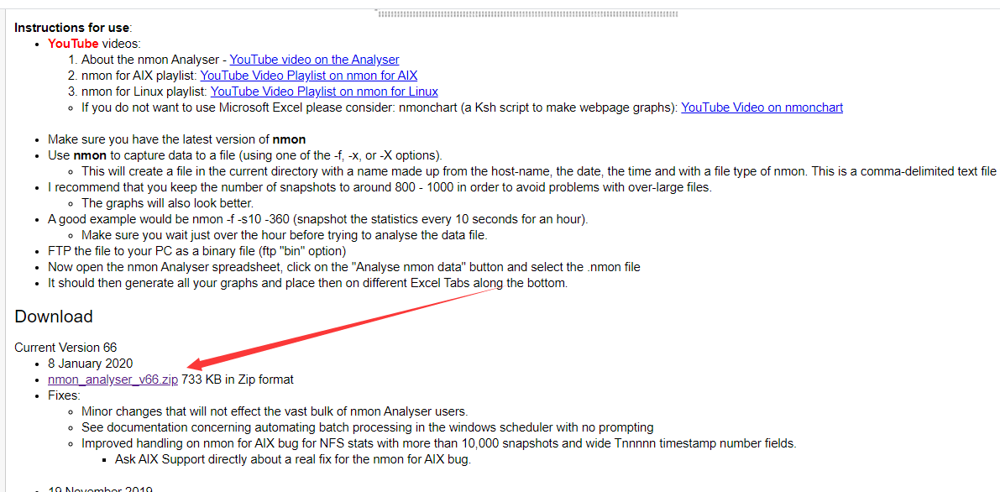 Instructions for use:
YouTube videos:
1. About the nmon Analyser - YouTube video on the Analyser
2. nmon for AIX playlist: YouTube Video Playlist on nmon for AIX
3. nmon for Linux playlist: YouTube Video Playlist on nmon for Linux
If you do not want to use Microsoft Excel please consider: nmonchart (a Ksh script to make webpage graphs): YouTube Video on nmonchart
Make sure you have the latest version of nmon
Use nmon to capture data to a file (using one of the -f, -x, or -X options).
This will create a file in the current directory with a name made up from the host-name, the date, the time and with a file type of nmon. This is a comma-delimited text file
I recommend that you keep the number of snapshots to around 800 - 1000 in order to avoid problems with over-large files.
The graphs will also look better.
A good example would be nmon -f -s10 -360 (snapshot the statistics every 10 seconds for an hour).
Make sure you wait just over the hour before trying to analyse the data file.
FTP the file to your PC as a binary file (ftp "bin" option)
Now open the nmon Analyser spreadsheet, click on the "Analyse nmon data" button and select the .nmon file
It should then generate all your graphs and place then on different Excel Tabs along the bottom.
Download
Current Version 66
8 January 2020
nmon_analyser_v66.zip 733 KB in Zip format
Fixes:
Minor changes that will not effect the vast bulk of nmon Analyser users.
See documentation concerning automating batch processing in the windows scheduler with no prompting
Improved handling on nmon for AIX bug for NFS stats with more than 10,000 snapshots and wide Tnnnnn timestamp number fields.
Ask AIX Support directly about a real fix for the nmon for AIX bug.
19 November 2019